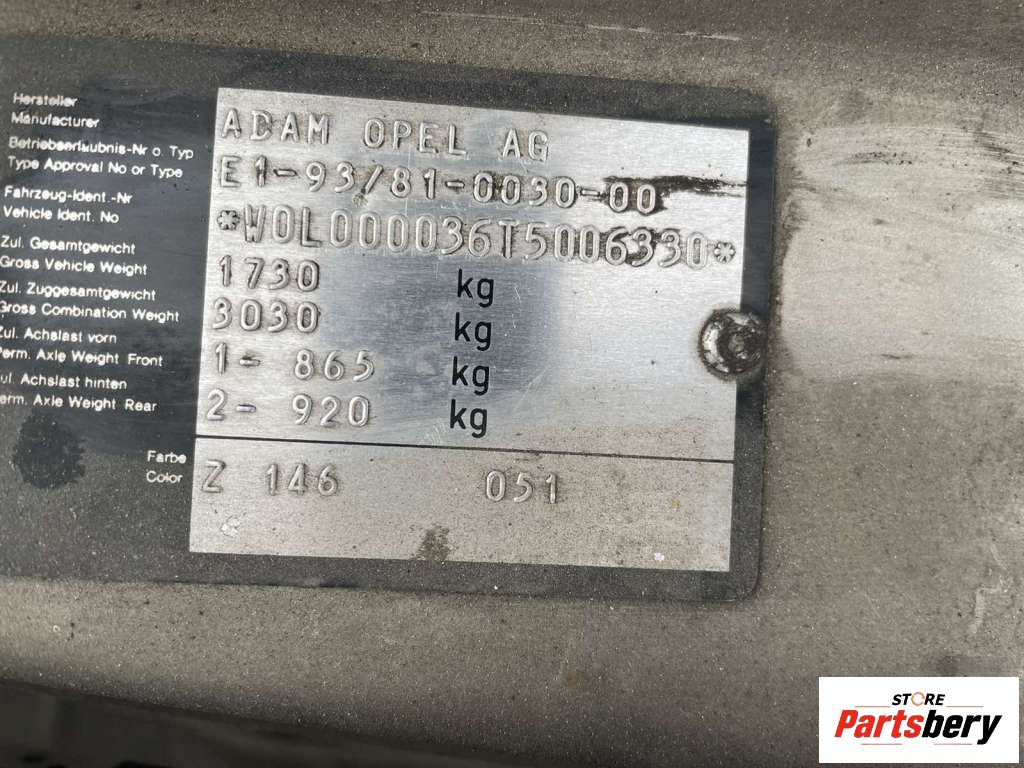 Hersteller
Manufacturer
ADAM OPEL AG
Betriebserlaubnis-Nr o. Typ
Type Approval No or Type
E1-93/81-0030-00
Fahrzeug-Ident.-Nr
Vehicle Ident. No
*W0L000036T5006330*
Zul. Gesamtgewicht
Gross Vehicle Weight
1730 kg
Zul. Zuggesamtgewicht
Gross Combination Weight
3030 kg
Zul. Achslast vorn
Perm. Axle Weight Front
1- 865 kg
Zul. Achslast hinten
Perm. Axle Weight Rear
2- 920 kg
Farbe
Color
Z 146 051
STORE
Partsbery